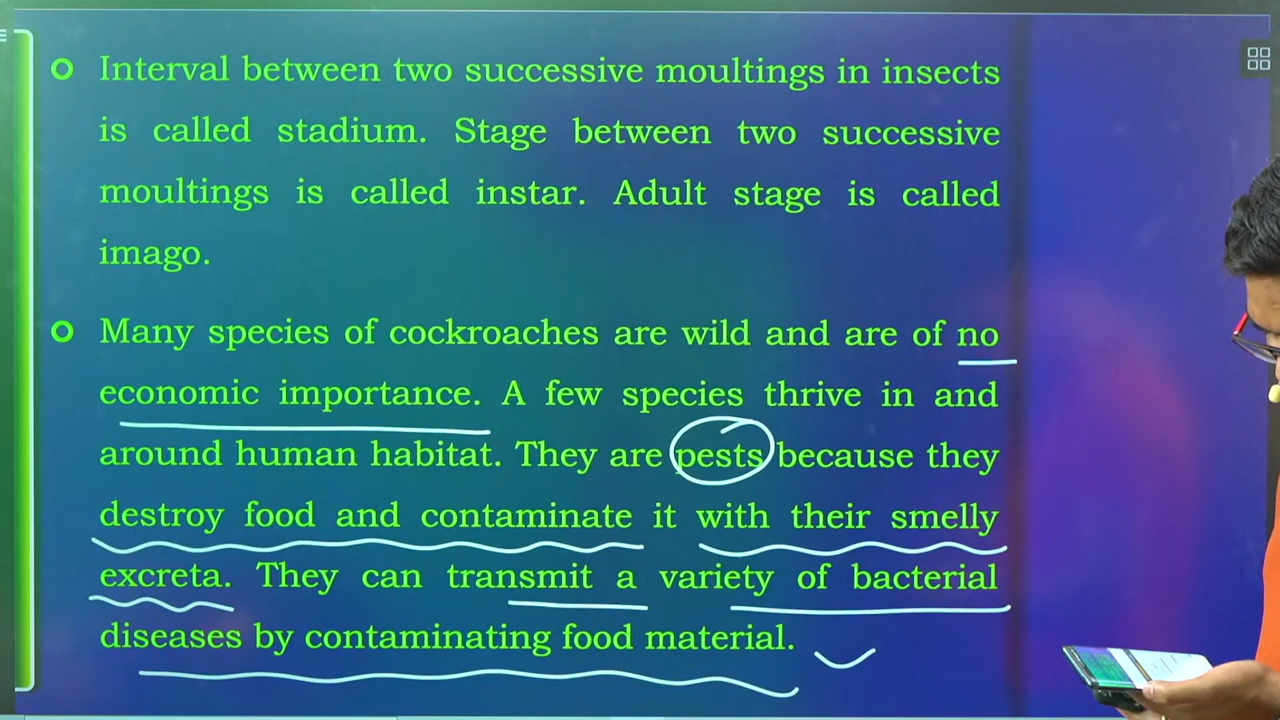 Interval between two successive moultings in insects
is called stadium. Stage between two successive
moultings is called instar. Adult stage is called
imago.
Many species of cockroaches are wild and are of no
economic importance. A few species thrive in and
around human habitat. They are pests because they
destroy food and contaminate it with their smelly
excreta. They can transmit a variety of bacterial
diseases by contaminating food material.